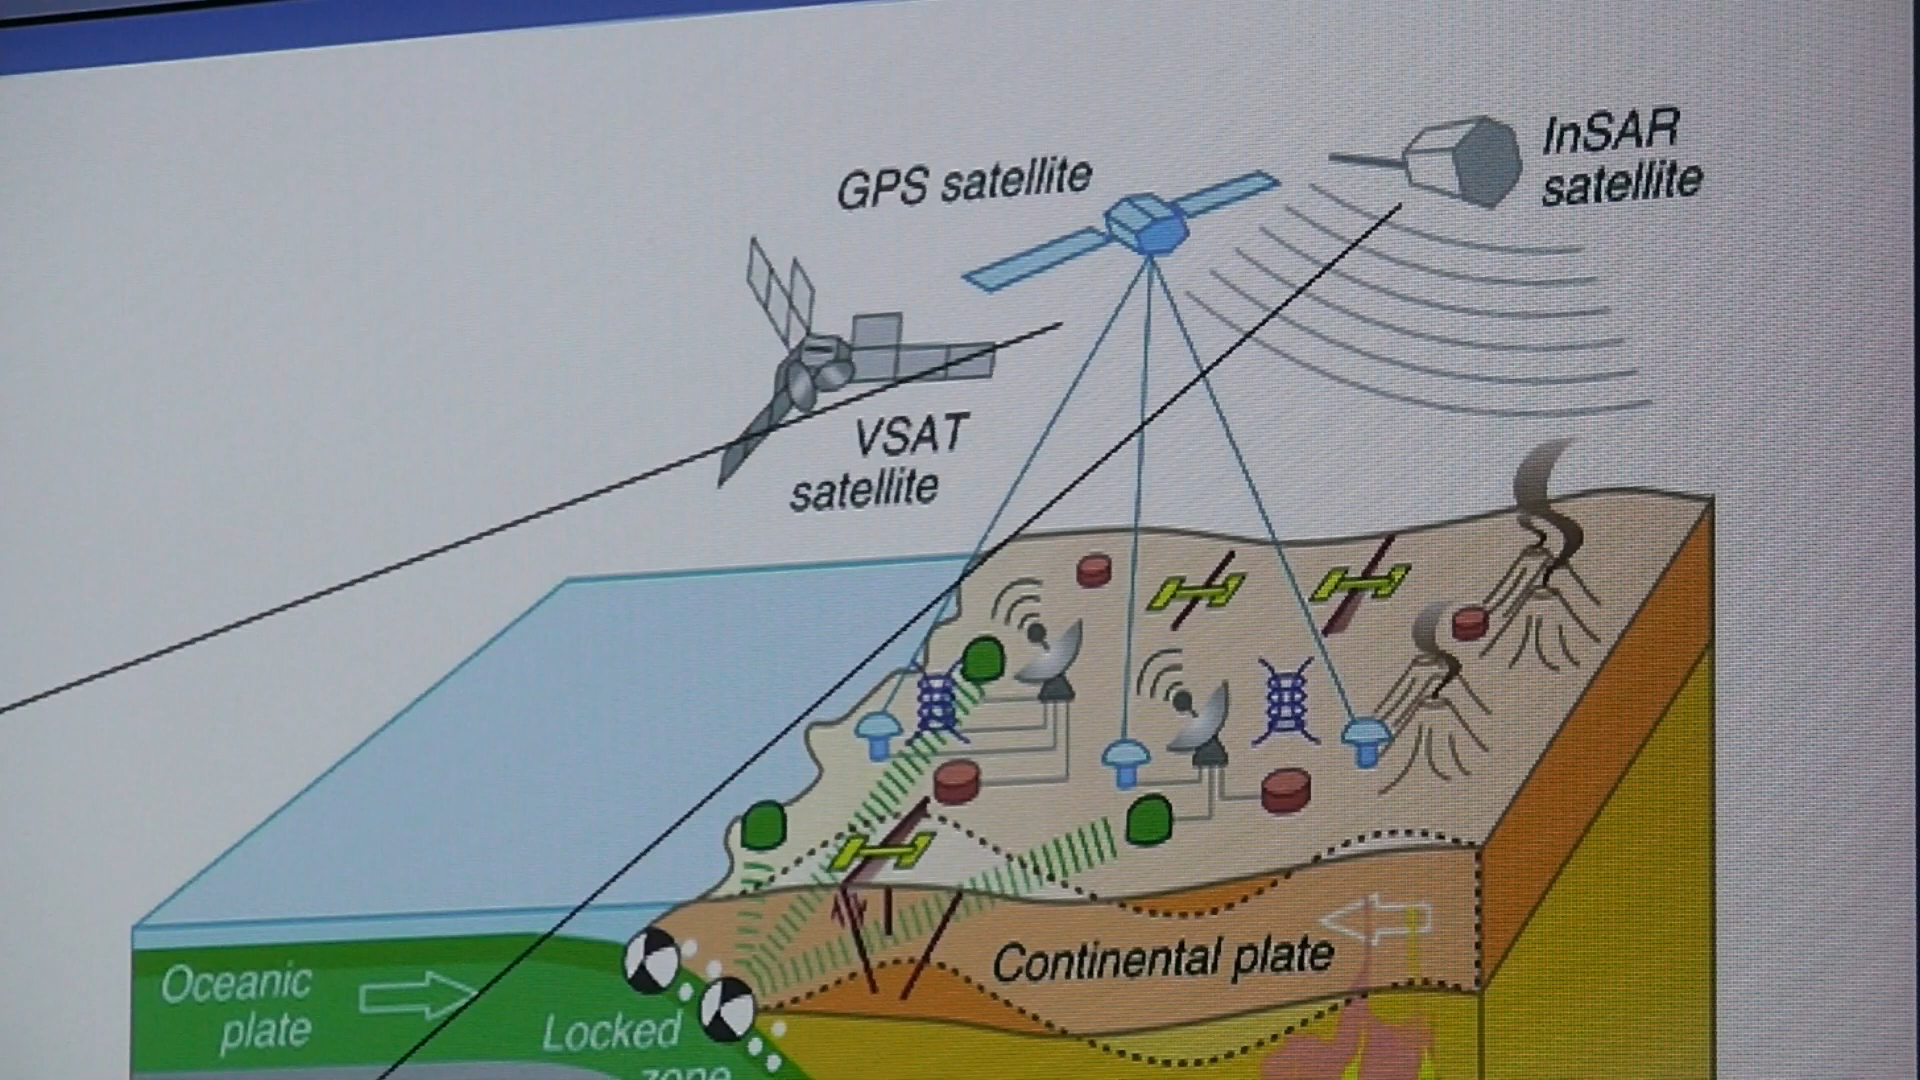 InSAR
satellite
GPS satellite
VSAT
satellite
Continental plate
Oceanic
plate
Locked
zone